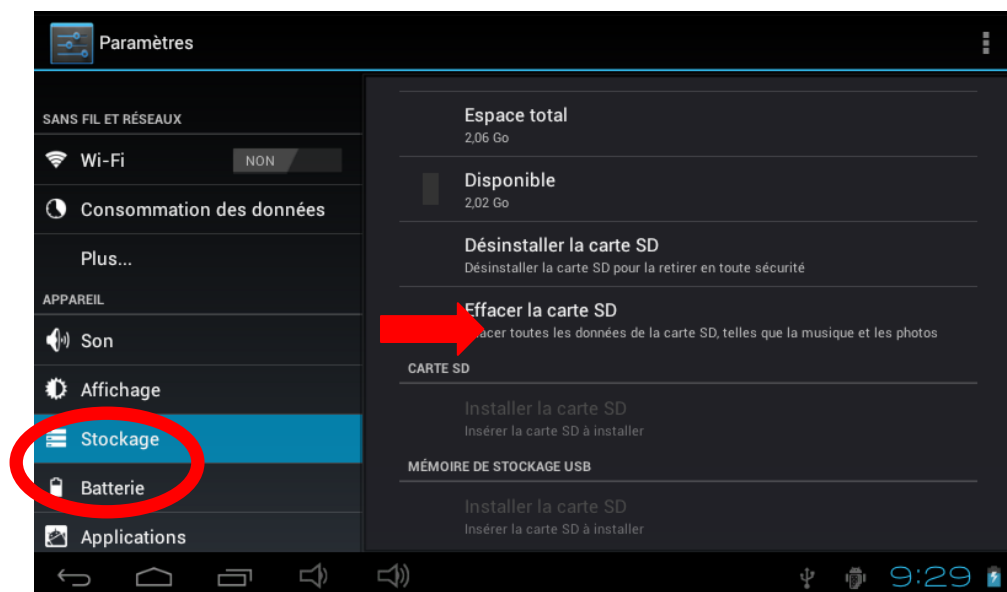 Paramètres
SANS FIL ET RÉSEAUX
Wi-Fi
NON
Consommation des données
Plus...
APPAREIL
Son
Affichage
Stockage
Batterie
Applications
Espace total
2,06 Go
Disponible
2,02 Go
Désinstaller la carte SD
Désinstaller la carte SD pour la retirer en toute sécurité
Effacer la carte SD
toutes les données de la carte SD, telles que la musique et les photos
CARTE SD
Installer la carte SD
Insérer la carte SD à installer
MÉMOIRE DE STOCKAGE USB
Installer la carte SD
Insérer la carte SD à installer
9:29